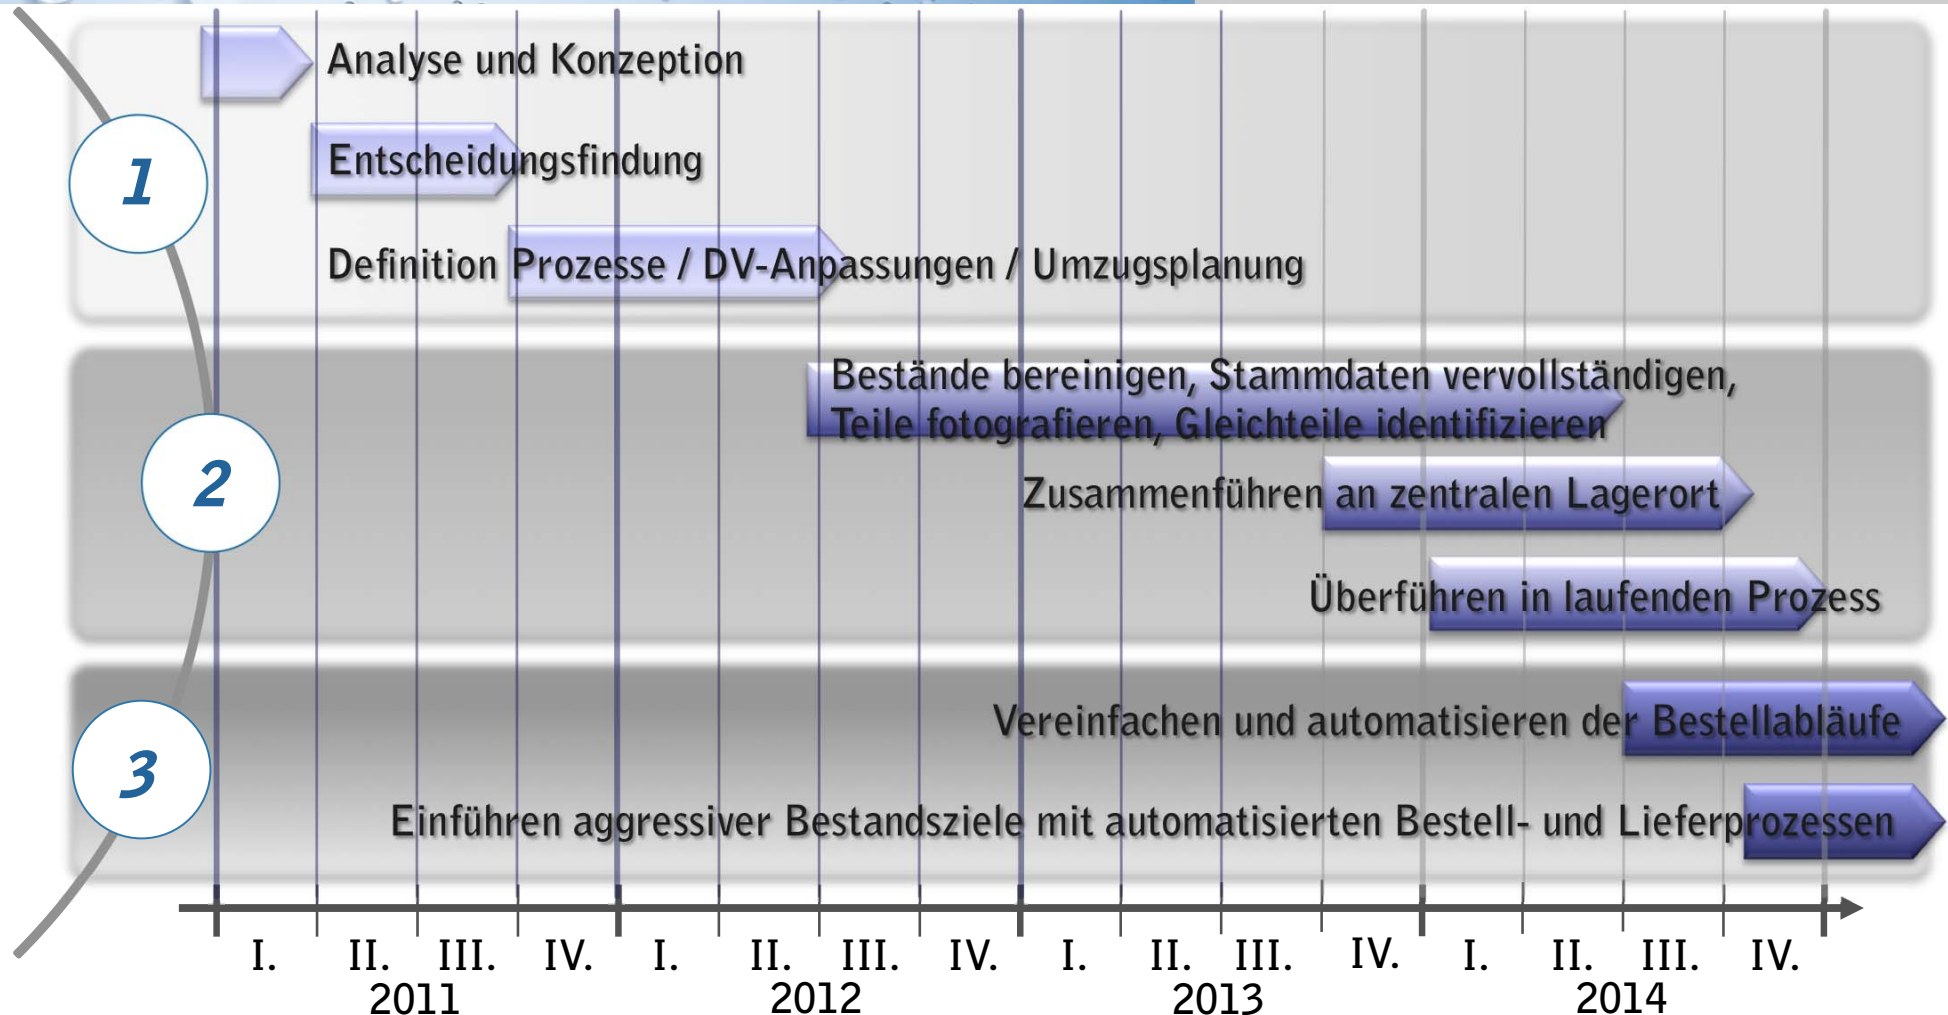 1
Analyse und Konzeption
Entscheidungsfindung
Definition Prozesse / DV-Anpassungen / Umzugsplanung
2
Bestände bereinigen, Stammdaten vervollständigen,
Teile fotografieren, Gleichteile identifizieren
Zusammenführen an zentralen Lagerort
Überführen in laufenden Prozess
3
Vereinfachen und automatisieren der Bestellabläufe
Einführen aggressiver Bestandsziele mit automatisierten Bestell- und Lieferprozessen
I. II. III. IV. I. II. III. IV. I. II. III. IV. I. II. III. IV.
2011 2012 2013 2014